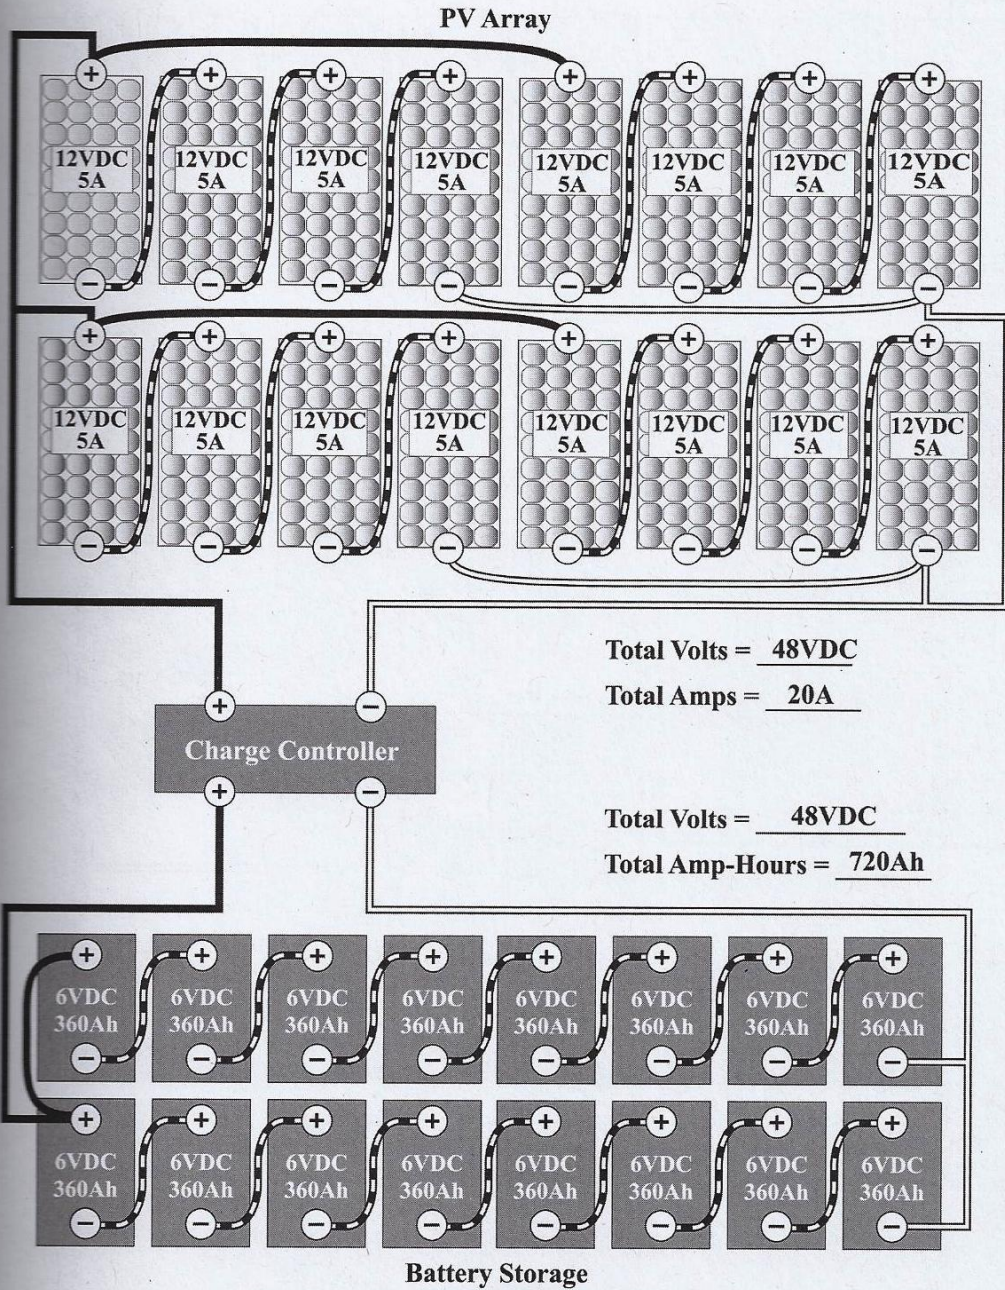 PV Array
+ + + + + + + +
12VDC 12VDC 12VDC 12VDC 12VDC 12VDC 12VDC 12VDC
5A 5A 5A 5A 5A 5A 5A 5A
− − − − − − − −
+ + + + + + + +
12VDC 12VDC 12VDC 12VDC 12VDC 12VDC 12VDC 12VDC
5A 5A 5A 5A 5A 5A 5A 5A
− − − − − − − −
Total Volts = 48VDC
Total Amps = 20A
+ −
Charge Controller
+ −
Total Volts = 48VDC
Total Amp-Hours = 720Ah
+ + + + + + + +
6VDC 6VDC 6VDC 6VDC 6VDC 6VDC 6VDC 6VDC
360Ah 360Ah 360Ah 360Ah 360Ah 360Ah 360Ah 360Ah
− − − − − − − −
+ + + + + + + +
6VDC 6VDC 6VDC 6VDC 6VDC 6VDC 6VDC 6VDC
360Ah 360Ah 360Ah 360Ah 360Ah 360Ah 360Ah 360Ah
− − − − − − − −
Battery Storage